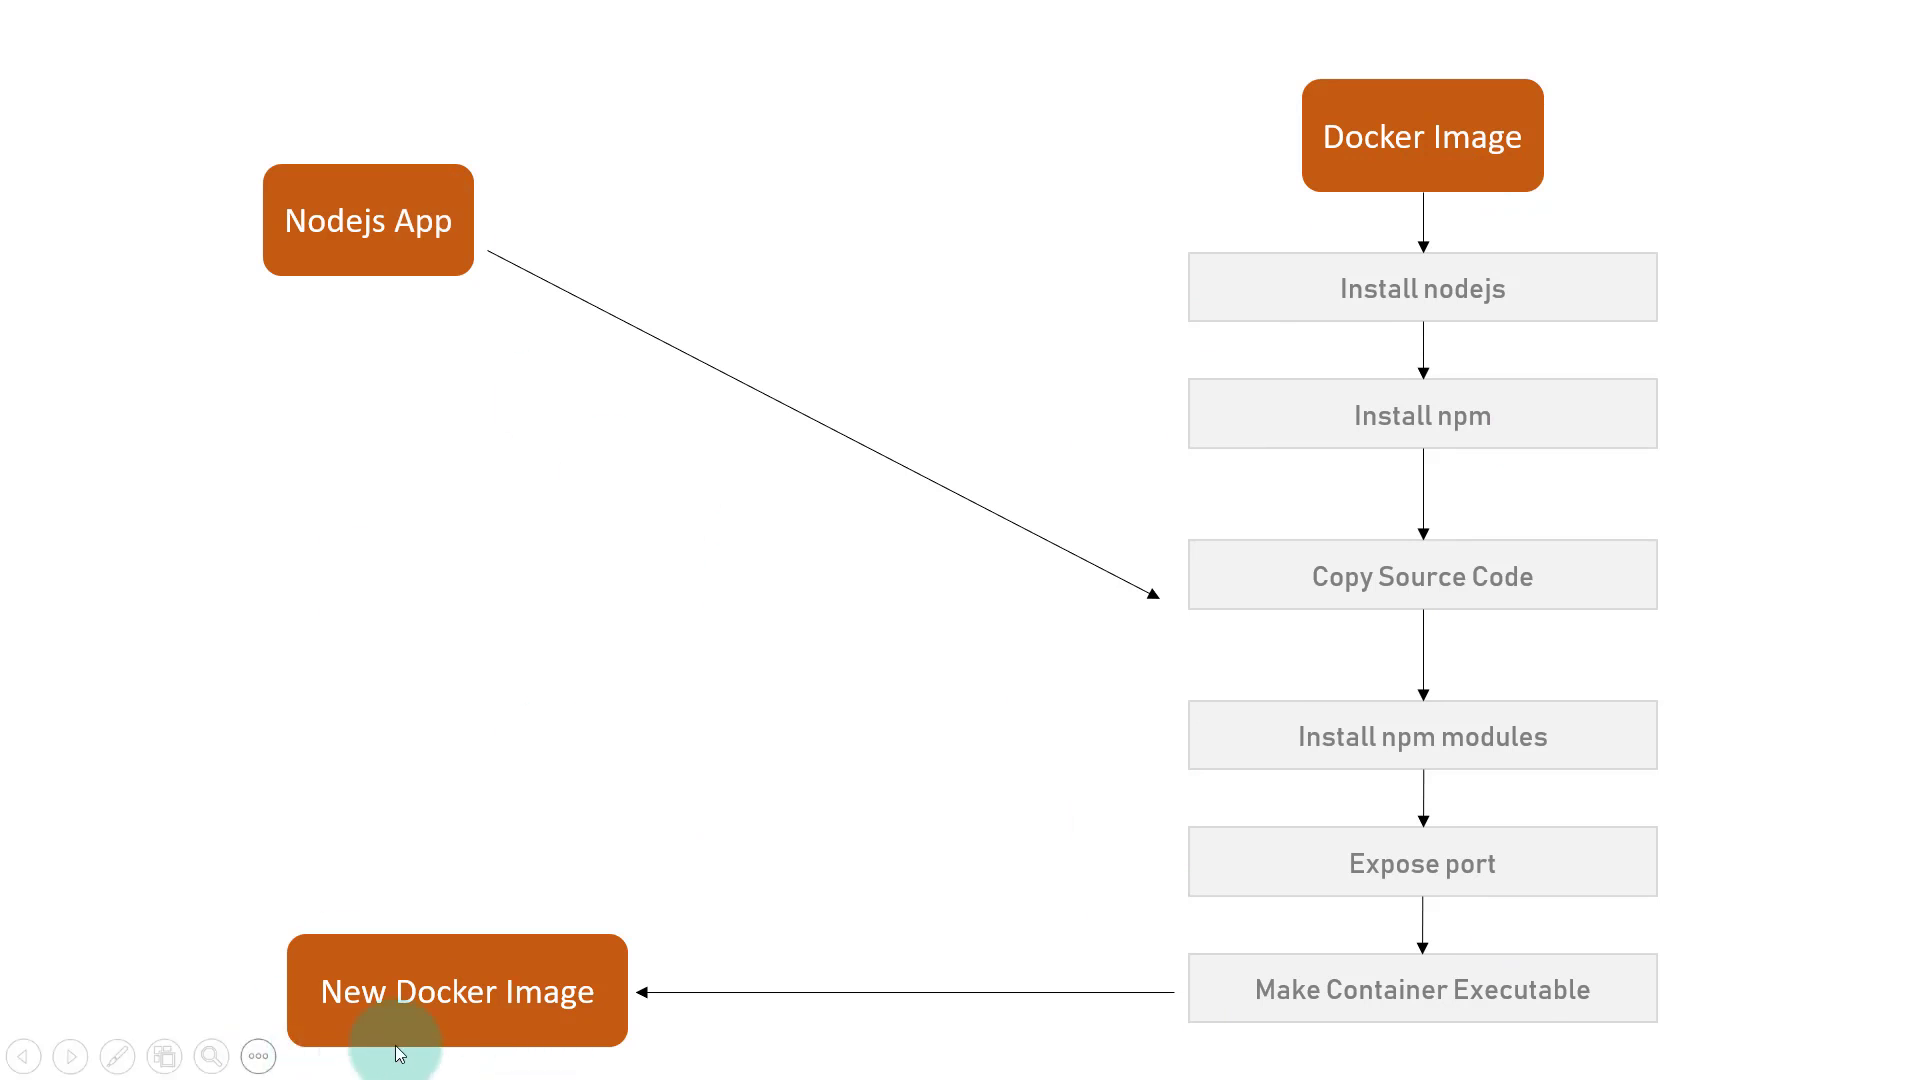 Docker Image
Nodejs App
Install nodejs
Install npm
Copy Source Code
Install npm modules
Expose port
Make Container Executable
New Docker Image